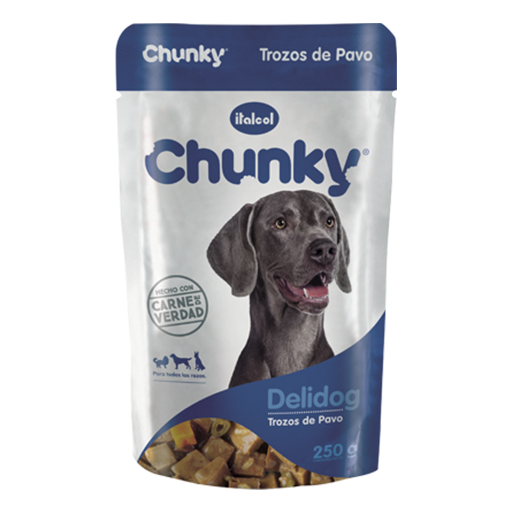 Chunky® Trozos de Pavo
italcol
Chunky®
HECHO CON
CARNE DE
VERDAD
Para todas las razas.
Delidog
Trozos de Pavo
250 g